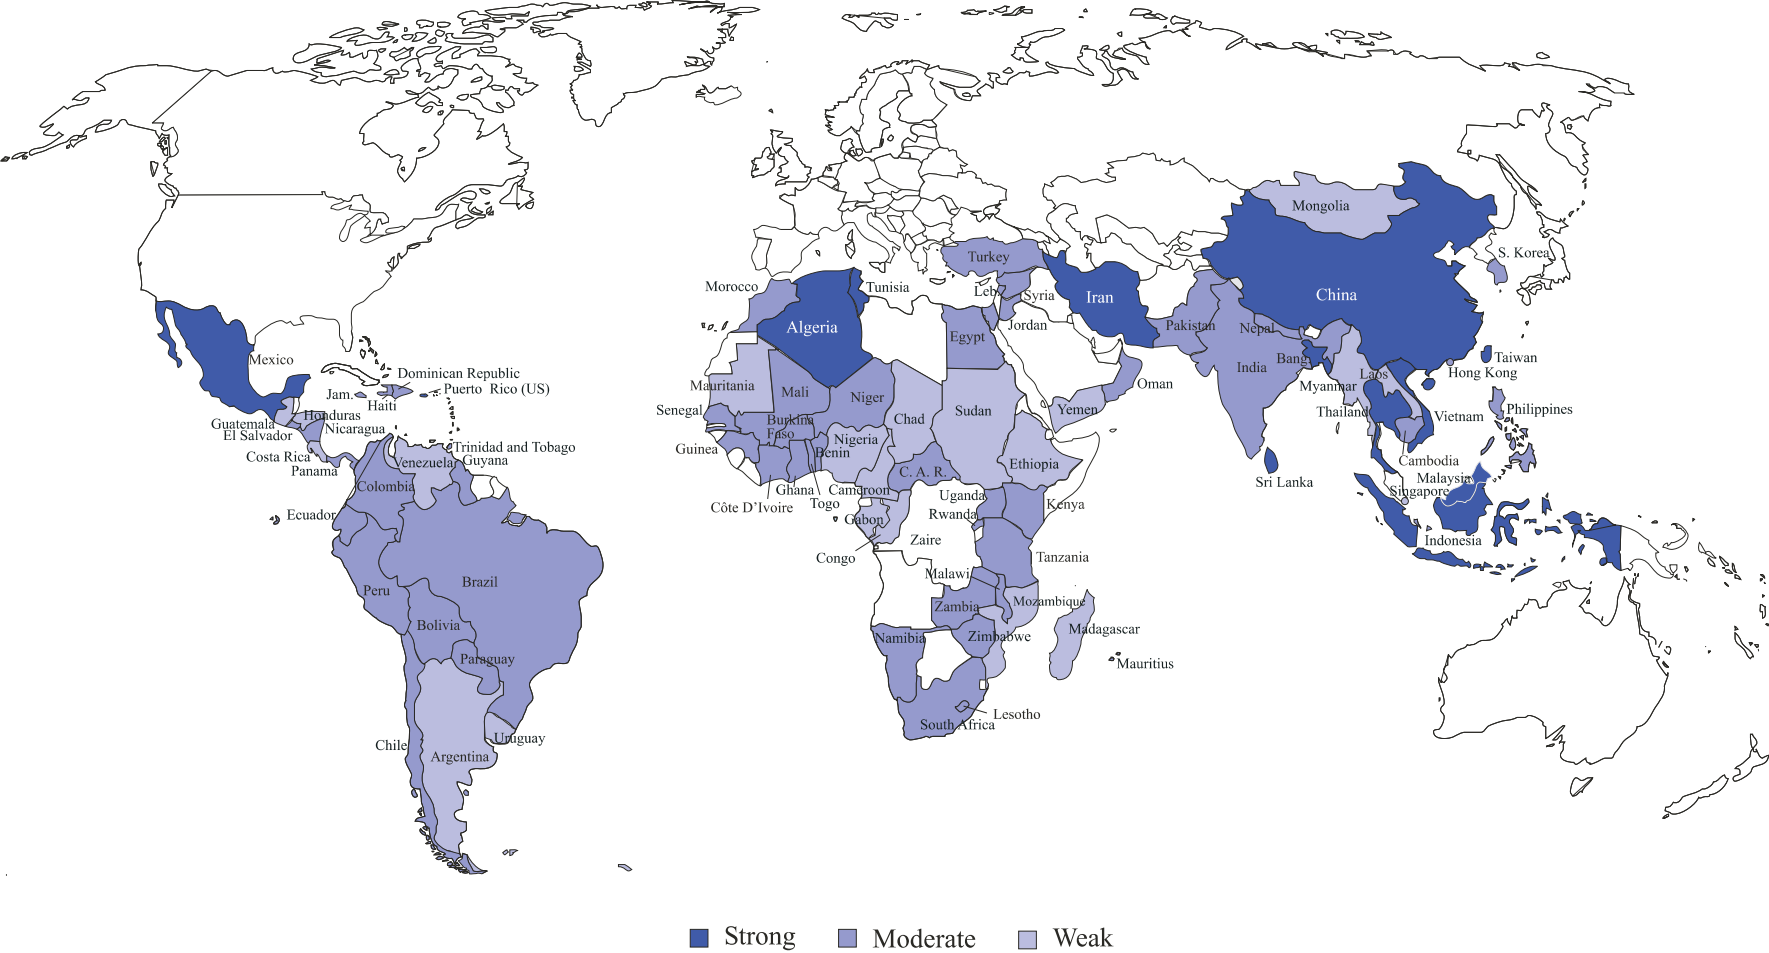 Mongolia
S. Korea
Turkey
Morocco
Tunisia
Leb.
Syria
Iran
China
Algeria
Jordan
Pakistan
Nepal
Egypt
Mexico
Bang.
Taiwan
India
Hong Kong
Dominican Republic
Laos
Mauritania
Myanmar
Oman
Puerto Rico (US)
Jam.
Mali
Niger
Haiti
Senegal
Yemen
Thailand
Philippines
Sudan
Honduras
Chad
Vietnam
Guatemala
Burkina
Faso
Nicaragua
El Salvador
Nigeria
Trinidad and Tobago
Guinea
Benin
Costa Rica
Guyana
Venezuela
Ethiopia
Cambodia
Panama
C. A. R.
Malaysia
Sri Lanka
Colombia
Ghana
Cameroon
Singapore
Uganda
Togo
Kenya
Côte D'Ivoire
Ecuador
Rwanda
Gabon
Zaire
Indonesia
Congo
Tanzania
Malawi
Brazil
Peru
Mozambique
Zambia
Bolivia
Madagascar
Namibia
Zimbabwe
Paraguay
Mauritius
Lesotho
South Africa
Uruguay
Chile
Argentina
Strong
Moderate
Weak